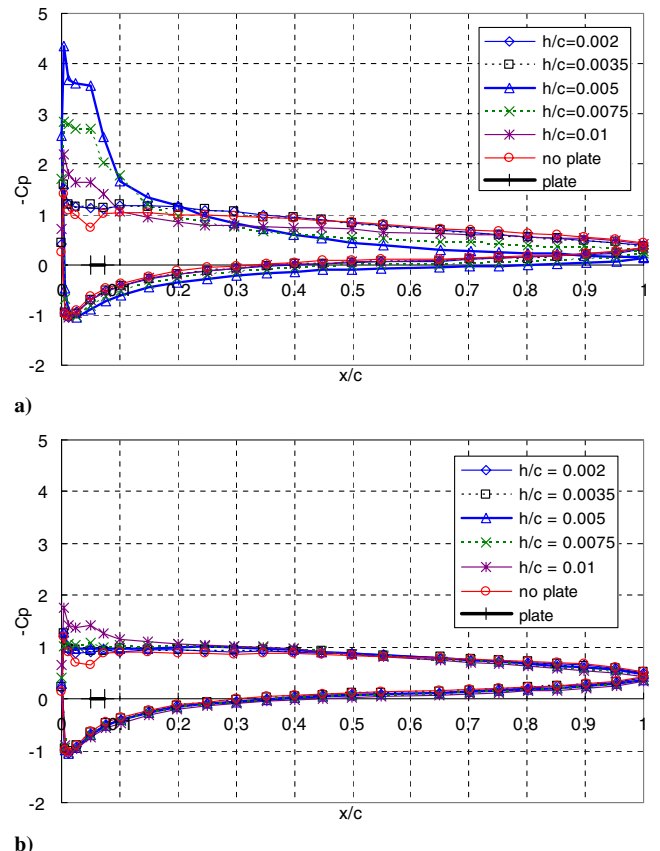 5
4
3
2
1
0
-1
-2
-Cp
0
0.1
0.2
0.3
0.4
0.5
0.6
0.7
0.8
0.9
1
x/c
h/c=0.002
h/c=0.0035
h/c=0.005
h/c=0.0075
h/c=0.01
no plate
plate
a)
5
4
3
2
1
0
-1
-2
-Cp
0
0.1
0.2
0.3
0.4
0.5
0.6
0.7
0.8
0.9
1
x/c
h/c = 0.002
h/c = 0.0035
h/c = 0.005
h/c = 0.0075
h/c = 0.01
no plate
plate
b)